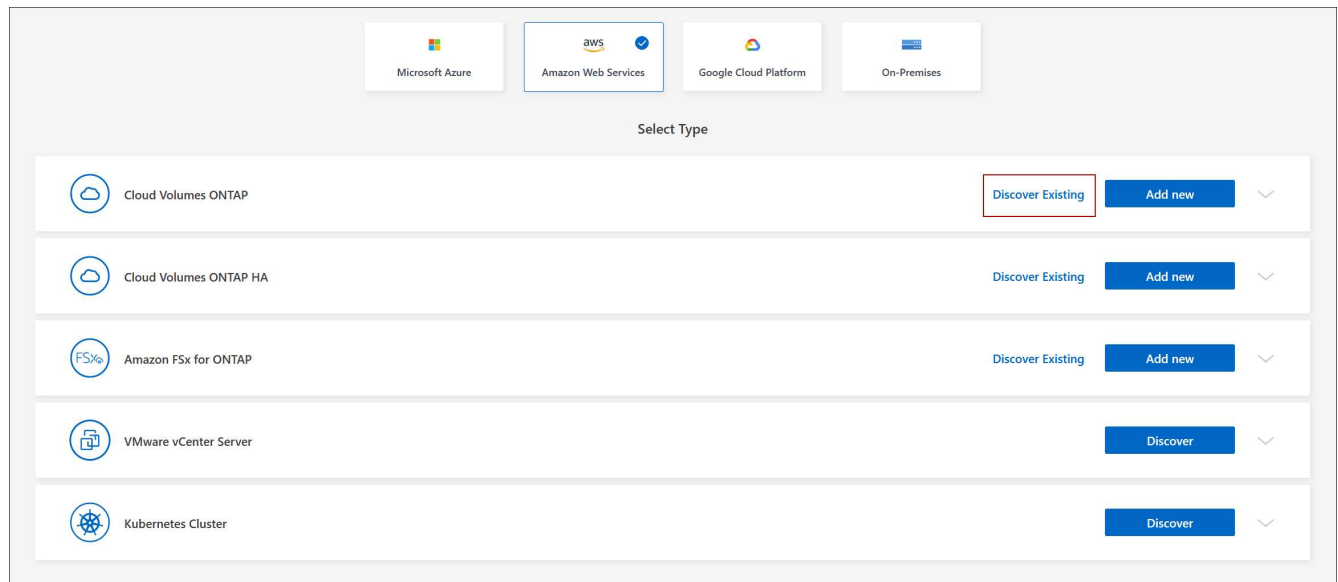 aws
Microsoft Azure
Amazon Web Services
Google Cloud Platform
On-Premises
Select Type
Cloud Volumes ONTAP
Discover Existing
Add new
Cloud Volumes ONTAP HA
Discover Existing
Add new
FSx
Amazon FSx for ONTAP
Discover Existing
Add new
VMware vCenter Server
Discover
Kubernetes Cluster
Discover